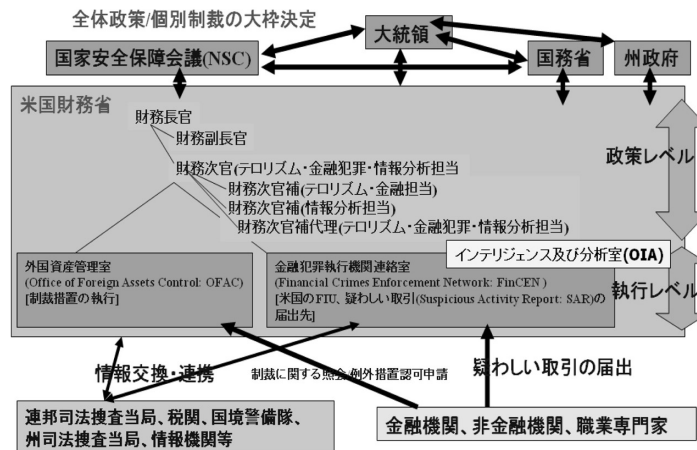 全体政策/個別制裁の大枠決定
大統領
国家安全保障会議(NSC)
国務省
州政府
米国財務省
財務長官
財務副長官
財務次官(テロリズム・金融犯罪・情報分析担当
財務次官補(テロリズム・金融担当)
財務次官補(情報分析担当)
財務次官補代理(テロリズム・金融犯罪・情報分析担当)
政策レベル
インテリジェンス及び分析室(OIA)
外国資産管理室
(Office of Foreign Assets Control: OFAC)
[制裁措置の執行]
金融犯罪執行機関連絡室
(Financial Crimes Enforcement Network: FinCEN )
[米国のFIU、疑わしい取引(Suspicious Activity Report: SAR)の
届出先]
執行レベル
情報交換・連携
制裁に関する照会・例外措置認可申請
疑わしい取引の届出
連邦司法捜査当局、税関、国境警備隊、
州司法捜査当局、情報機関等
金融機関、非金融機関、職業専門家